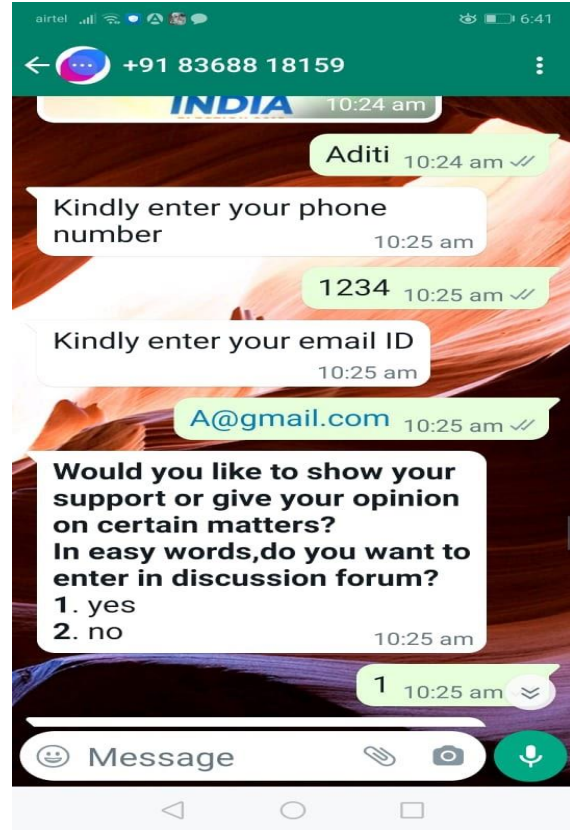 airtel 6:41
+91 83688 18159
INDIA 10:24 am
Aditi 10:24 am
Kindly enter your phone
number 10:25 am
1234 10:25 am
Kindly enter your email ID
10:25 am
A@gmail.com 10:25 am
Would you like to show your
support or give your opinion
on certain matters?
In easy words,do you want to
enter in discussion forum?
1. yes
2. no 10:25 am
1 10:25 am
Message